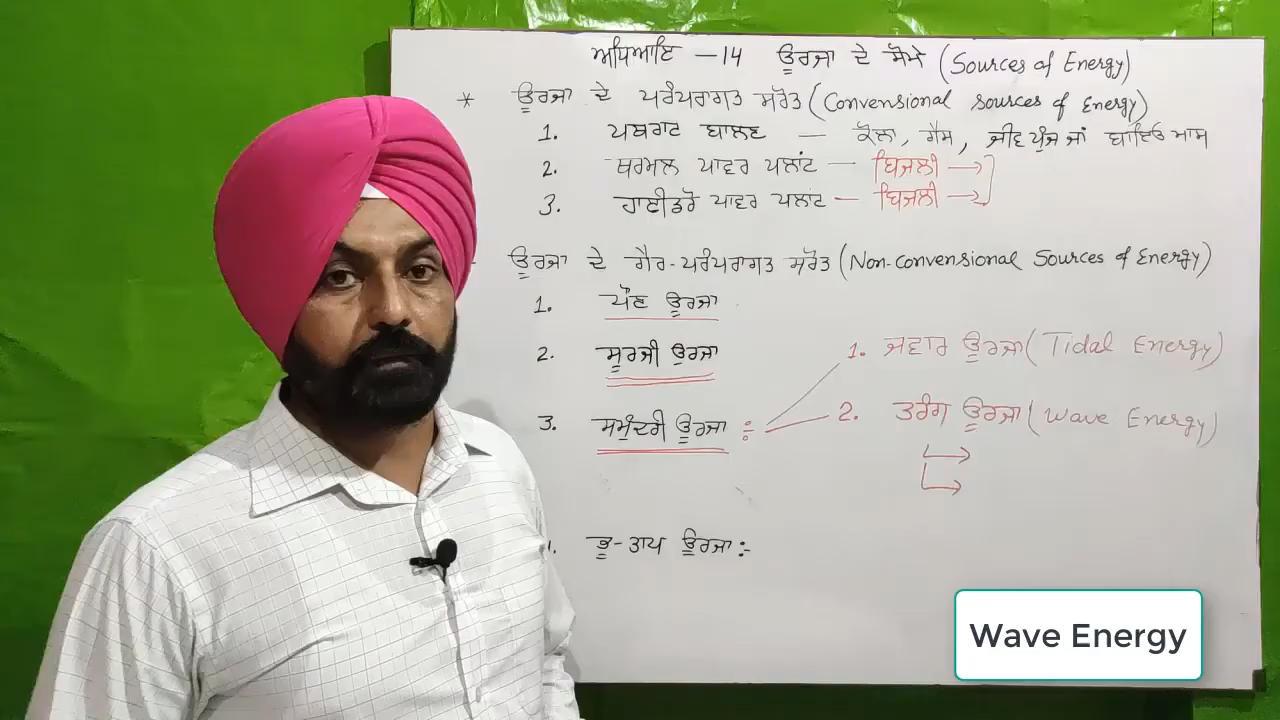 ਅਧਿਆਇ - 14 ਊਰਜਾ ਦੇ ਸੋਮੇ (Sources of Energy)
* ਊਰਜਾ ਦੇ ਪਰੰਪਰਾਗਤ ਸਰੋਤ (Convensional sources of Energy)
1. ਪਥਰਾਟ ਬਾਲਣ — ਕੋਲਾ, ਗੈਸ, ਜੀਵ ਪੁੰਜ ਜਾਂ ਬਾਇਓ ਮਾਸ
2. ਥਰਮਲ ਪਾਵਰ ਪਲਾਂਟ — ਬਿਜਲੀ →
3. ਹਾਈਡਰੋ ਪਾਵਰ ਪਲਾਂਟ — ਬਿਜਲੀ →
ਊਰਜਾ ਦੇ ਗੈਰ-ਪਰੰਪਰਾਗਤ ਸਰੋਤ (Non-convensional Sources of Energy)
1. ਪੌਣ ਊਰਜਾ
2. ਸੂਰਜੀ ਊਰਜਾ
3. ਸਮੁੰਦਰੀ ਊਰਜਾ :
1. ਜਵਾਰ ਊਰਜਾ (Tidal Energy)
2. ਤਰੰਗ ਊਰਜਾ (Wave Energy)
ਭੂ-ਤਾਪ ਊਰਜਾ :-
Wave Energy